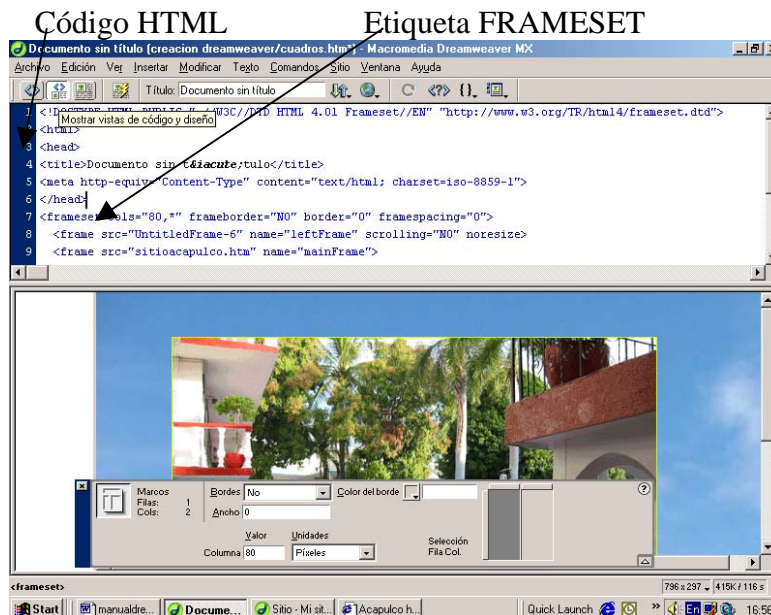 Código HTML Etiqueta FRAMESET
Documento sin título (creacion dreamweaver/cuadros.htm*) - Macromedia Dreamweaver MX
Archivo Edición Ver Insertar Modificar Texto Comandos Sitio Ventana Ayuda
Título: Documento sin título
1 <!DOCTYPE HTML PUBLIC "-//W3C//DTD HTML 4.01 Frameset//EN" "http://www.w3.org/TR/html4/frameset.dtd">
Mostrar vistas de código y diseño
2 <html>
3 <head>
4 <title>Documento sin t&iacute;tulo</title>
5 <meta http-equiv="Content-Type" content="text/html; charset=iso-8859-1">
6 </head>
7 <frameset cols="80,*" frameborder="NO" border="0" framespacing="0">
8 <frame src="UntitledFrame-6" name="leftFrame" scrolling="NO" noresize>
9 <frame src="sitioacapulco.htm" name="mainFrame">
Marcos Bordes No Color del borde
Filas: 1
Cols: 2 Ancho 0
Valor Unidades
Columna 80 Píxeles
Selección
Fila Col.
<frameset> 796 x 297 415K / 116 s
Start manualdre... Docume... Sitio - Mi sit... Acapulco h... Quick Launch » En 16:58